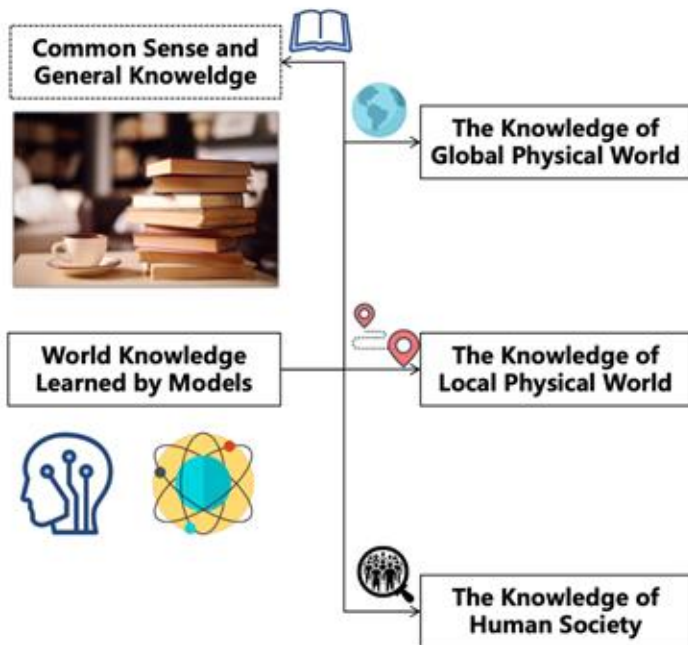 Common Sense and
General Knoweldge
The Knowledge of
Global Physical World
World Knowledge
Learned by Models
The Knowledge of
Local Physical World
The Knowledge of
Human Society